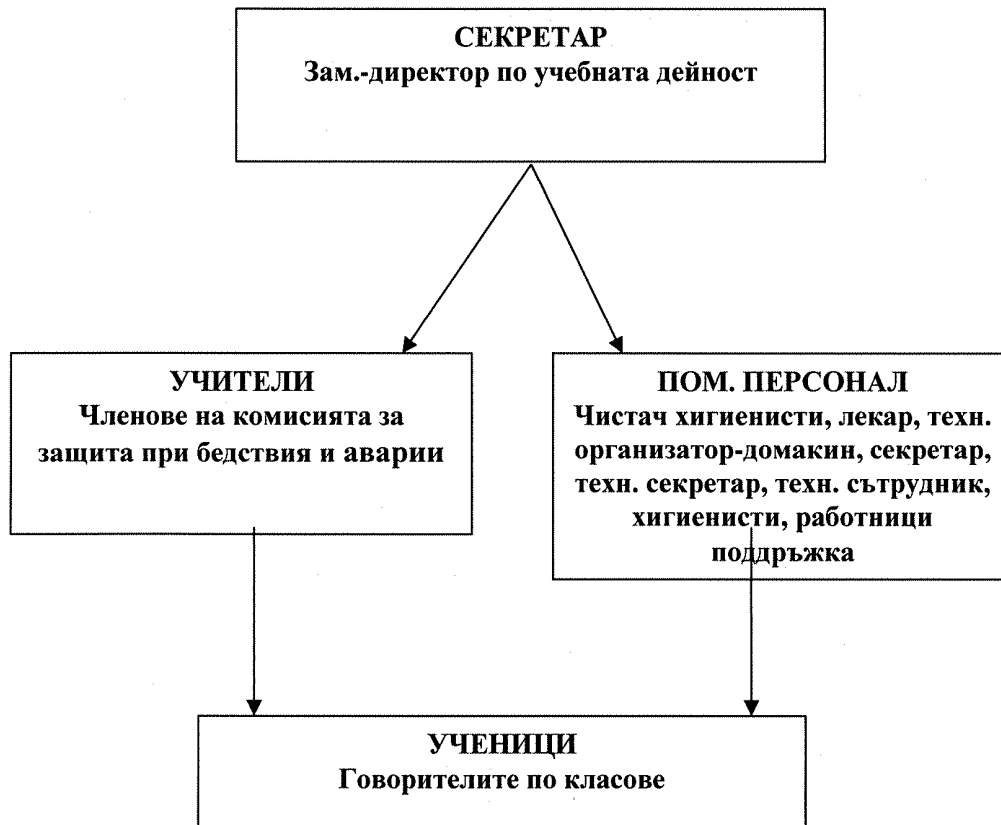 СЕКРЕТАР
Зам.-директор по учебната дейност
УЧИТЕЛИ
Членове на комисията за
защита при бедствия и аварии
ПОМ. ПЕРСОНАЛ
Чистач хигиенисти, лекар, техн.
организатор-домакин, секретар,
техн. секретар, техн. сътрудник,
хигиенисти, работници
поддръжка
УЧЕНИЦИ
Говорителите по класове